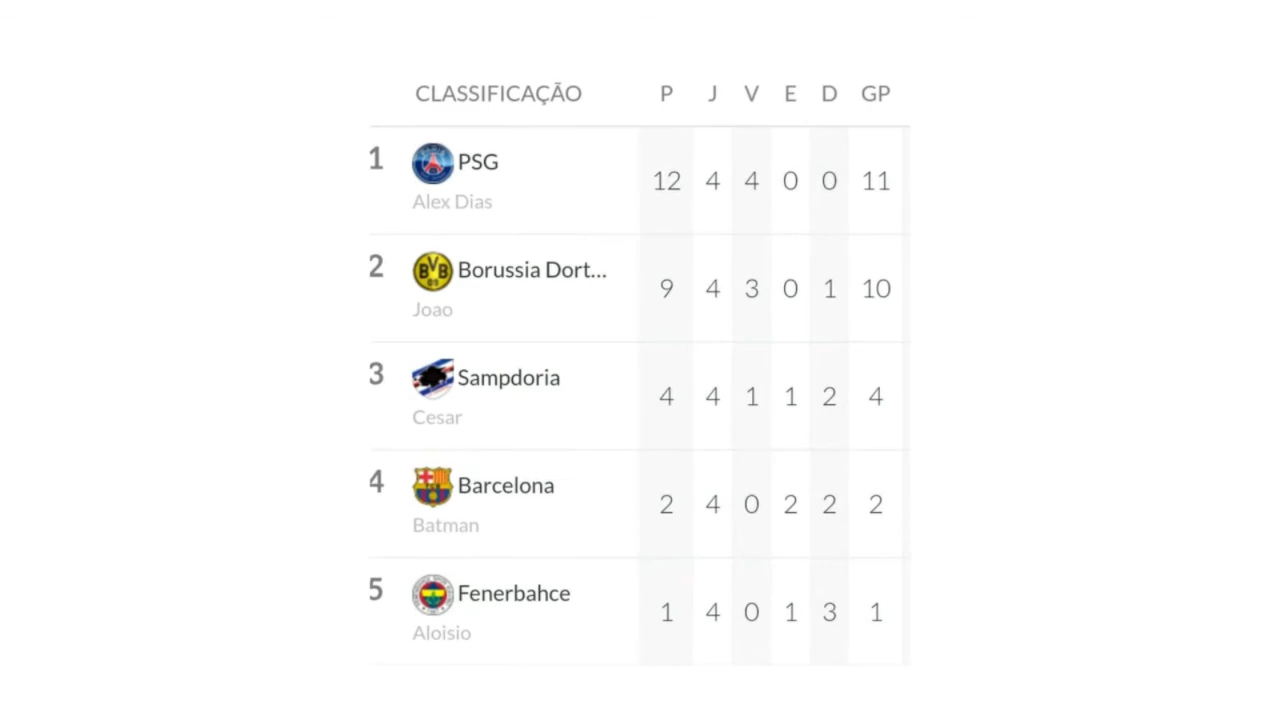 CLASSIFICAÇÃO P J V E D GP
1 PSG
Alex Dias
12 4 4 0 0 11
2 BVB 09 Borussia Dort...
Joao
9 4 3 0 1 10
3 Sampdoria
Cesar
4 4 1 1 2 4
4 Barcelona
Batman
2 4 0 2 2 2
5 Fenerbahce
Aloisio
1 4 0 1 3 1